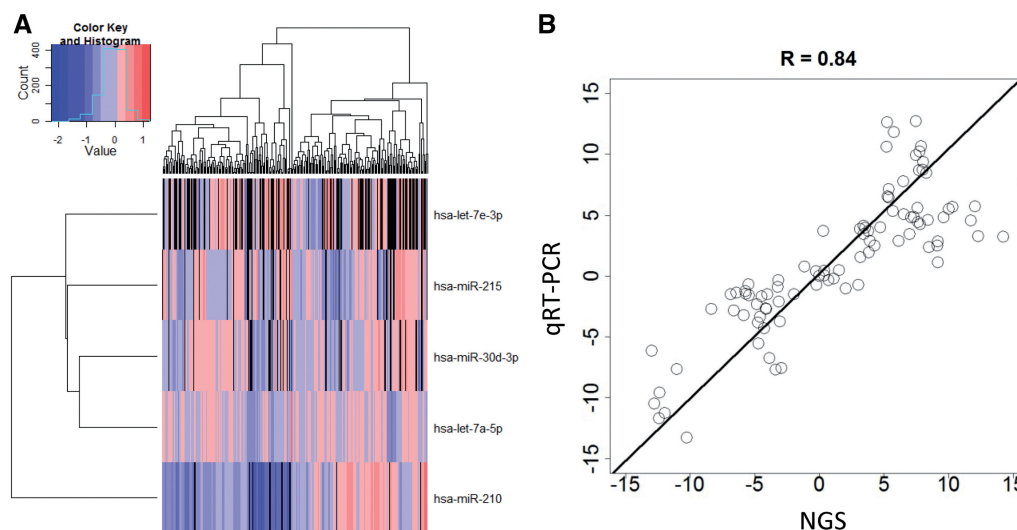 A
Color Key
and Histogram
Count
0
200
400
-2 -1 0 1
Value
hsa-let-7e-3p
hsa-miR-215
hsa-miR-30d-3p
hsa-let-7a-5p
hsa-miR-210
B
R = 0.84
qRT-PCR
15
10
5
0
-5
-10
-15
-15 -10 -5 0 5 10 15
NGS